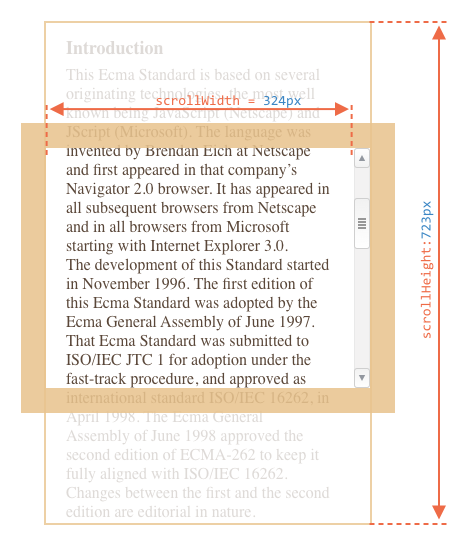 Introduction
This Ecma Standard is based on several
originating technologies, the most well
scrollWidth = 324px
known being JavaScript (Netscape) and
JScript (Microsoft). The language was
invented by Brendan Eich at Netscape
and first appeared in that company’s
Navigator 2.0 browser. It has appeared in
all subsequent browsers from Netscape
and in all browsers from Microsoft
starting with Internet Explorer 3.0.
The development of this Standard started
in November 1996. The first edition of
this Ecma Standard was adopted by the
Ecma General Assembly of June 1997.
That Ecma Standard was submitted to
ISO/IEC JTC 1 for adoption under the
fast-track procedure, and approved as
international standard ISO/IEC 16262, in
April 1998. The Ecma General
Assembly of June 1998 approved the
second edition of ECMA-262 to keep it
fully aligned with ISO/IEC 16262.
Changes between the first and the second
edition are editorial in nature.
scrollHeight:723px